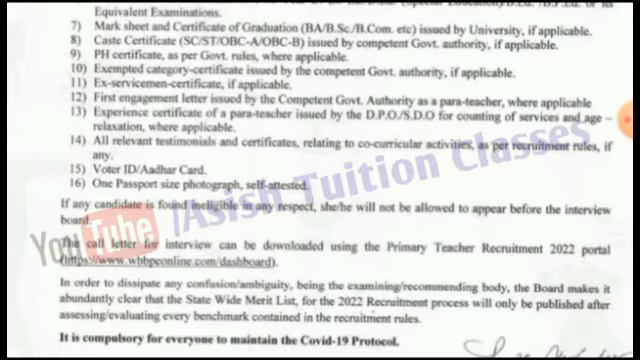 Equivalent Examinations.
7) Mark sheet and Certificate of Graduation (BA/B.Sc/B.Com. etc) issued by University, if applicable.
8) Caste Certificate (SC/ST/OBC-A/OBC-B) issued by competent Govt. authority, if applicable.
9) PH certificate, as per Govt. rules, where applicable.
10) Exempted category-certificate issued by the competent Govt. authority, if applicable.
11) Ex-servicemen-certificate, if applicable.
12) First engagement letter issued by the Competent Govt. Authority as a para-teacher, where applicable
13) Experience certificate of a para-teacher issued by the D.P.O/S.D.O for counting of services and age –
relaxation, where applicable.
14) All relevant testimonials and certificates, relating to co-curricular activities, as per recruitment rules, if
any.
15) Voter ID/Aadhar Card.
16) One Passport size photograph, self-attested.
If any candidate is found ineligible in any respect, she/he will not be allowed to appear before the interview
board.
The call letter for interview can be downloaded using the Primary Teacher Recruitment 2022 portal
(https://www.wbbpeonline.com/dashboard).
In order to dissipate any confusion/ambiguity, being the examining/recommending body, the Board makes it
abundantly clear that the State Wide Merit List, for the 2022 Recruitment process will only be published after
assessing/evaluating every benchmark contained in the recruitment rules.
It is compulsory for everyone to maintain the Covid-19 Protocol.
YouTube /Asish Tuition Classes